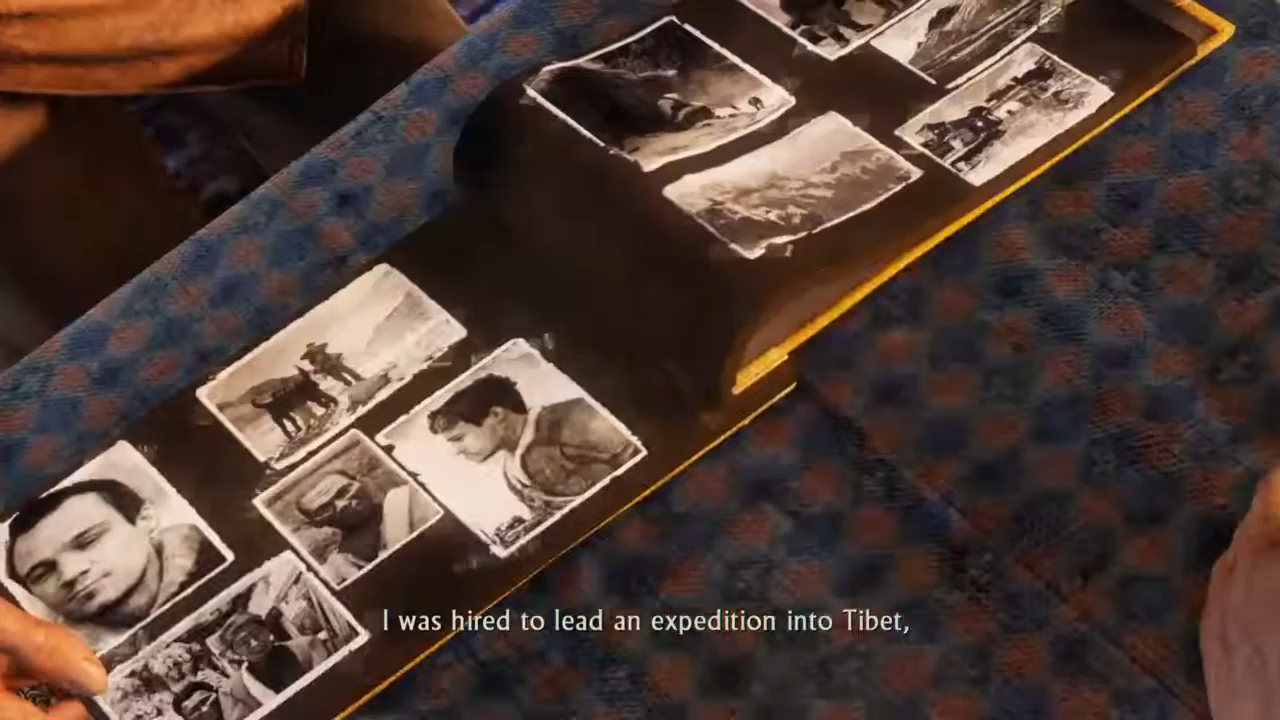 I was hired to lead an expedition into Tibet,